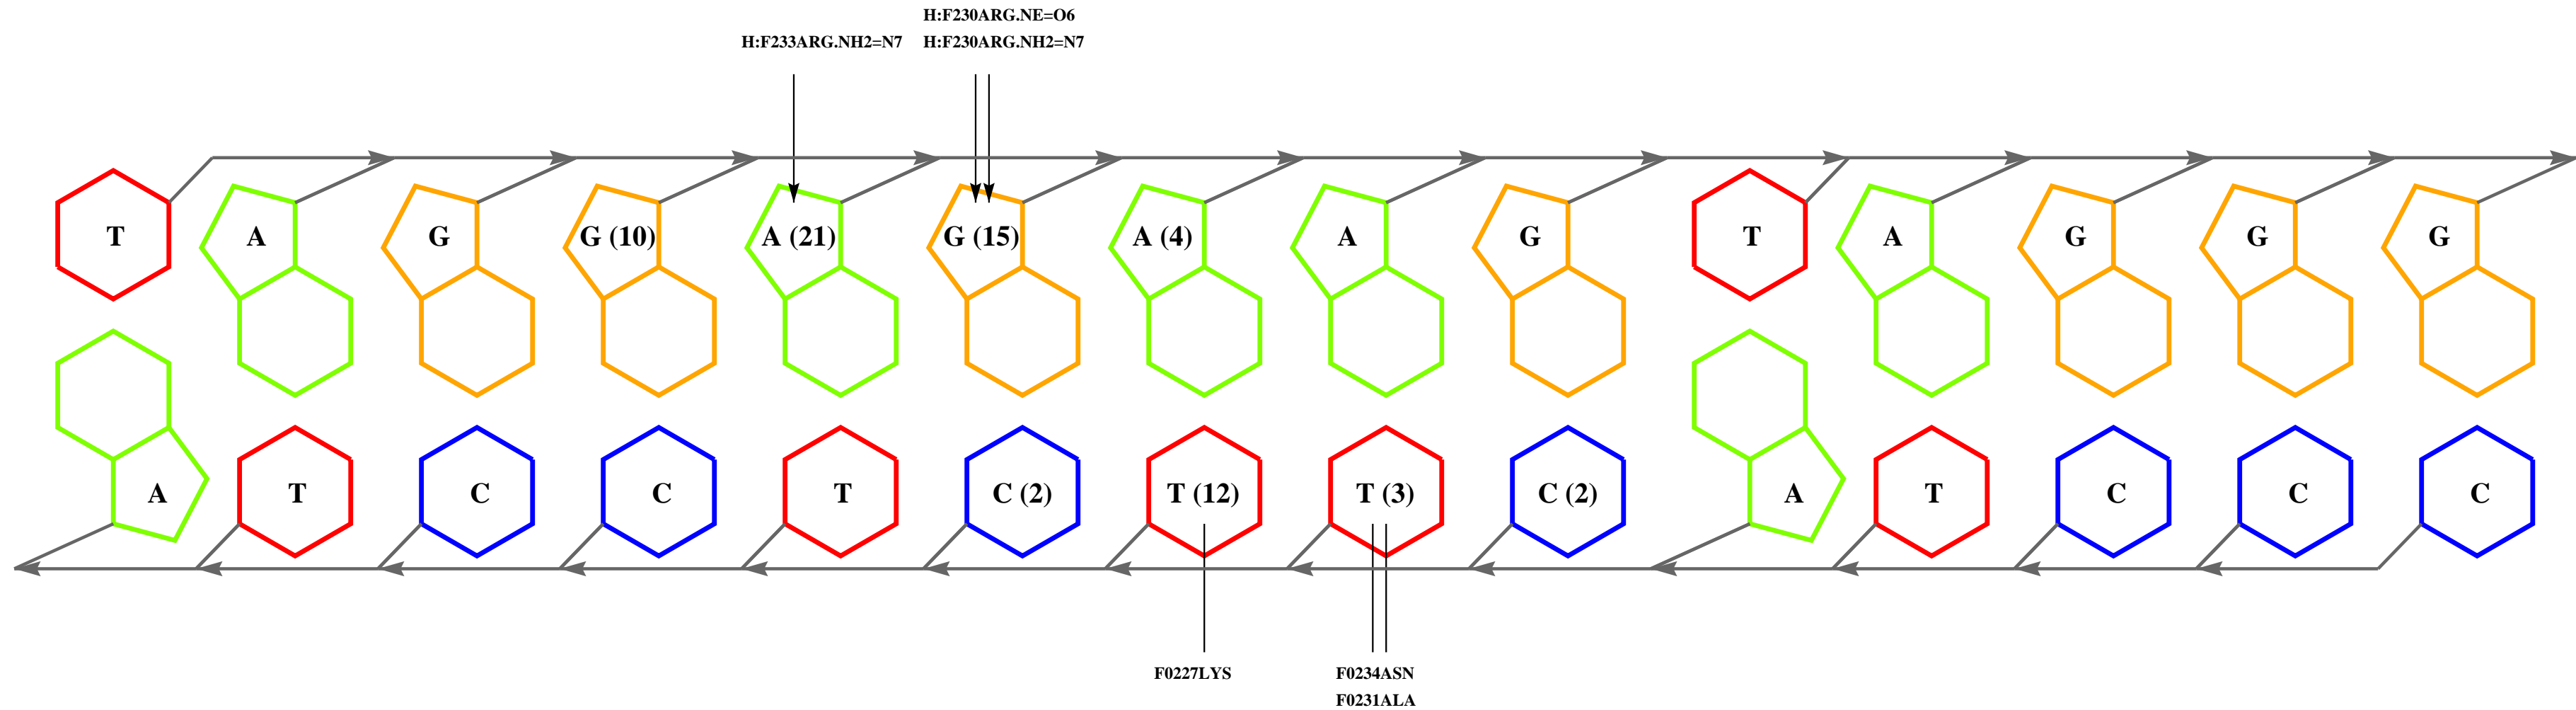 H:F230ARG.NE=O6
H:F233ARG.NH2=N7 H:F230ARG.NH2=N7
T A G G (10) A (21) G (15) A (4) A G T A G G G
A T C C T C (2) T (12) T (3) C (2) A T C C C
F0227LYS F0234ASN
F0231ALA